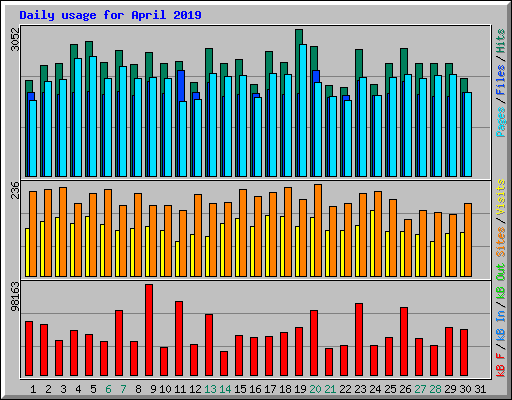 Daily usage for April 2019
3052
Pages / Files / Hits
236
Sites / Visits
98163
kB F / kB In / kB Out
1 2 3 4 5 6 7 8 9 10 11 12 13 14 15 16 17 18 19 20 21 22 23 24 25 26 27 28 29 30 31